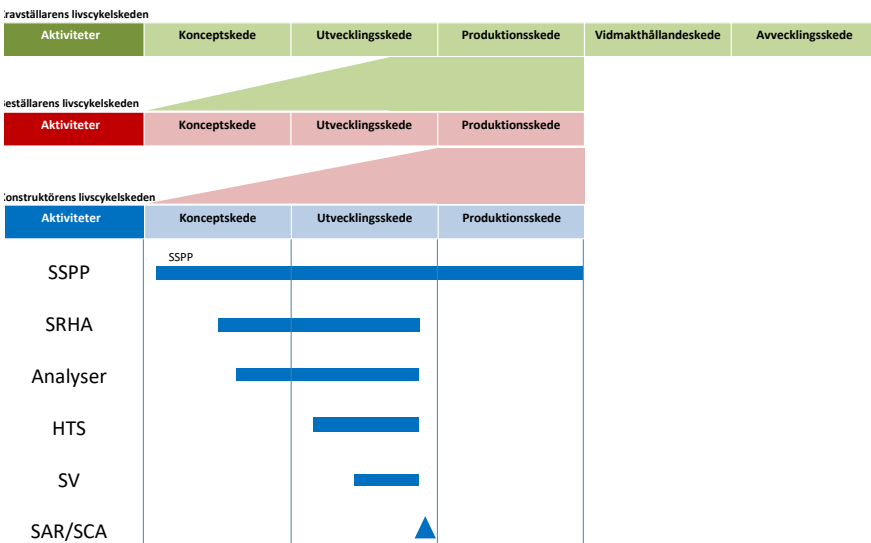 ravställarens livscykelskeden
Aktiviteter Konceptskede Utvecklingsskede Produktionsskede Vidmakthållandeskede Avvecklingsskede
eställarens livscykelskeden
Aktiviteter Konceptskede Utvecklingsskede Produktionsskede
onstruktörens livscykelskeden
Aktiviteter Konceptskede Utvecklingsskede Produktionsskede
SSPP
SSPP
SRHA
Analyser
HTS
SV
SAR/SCA